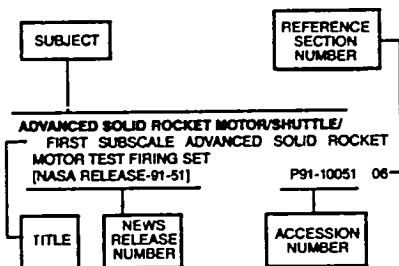 SUBJECT
REFERENCE
SECTION
NUMBER
ADVANCED SOLID ROCKET MOTOR/SHUTTLE/
FIRST SUBSCALE ADVANCED SOLID ROCKET
MOTOR TEST FIRING SET
[NASA RELEASE-91-51] P91-10051 06
TITLE
NEWS
RELEASE
NUMBER
ACCESSION
NUMBER